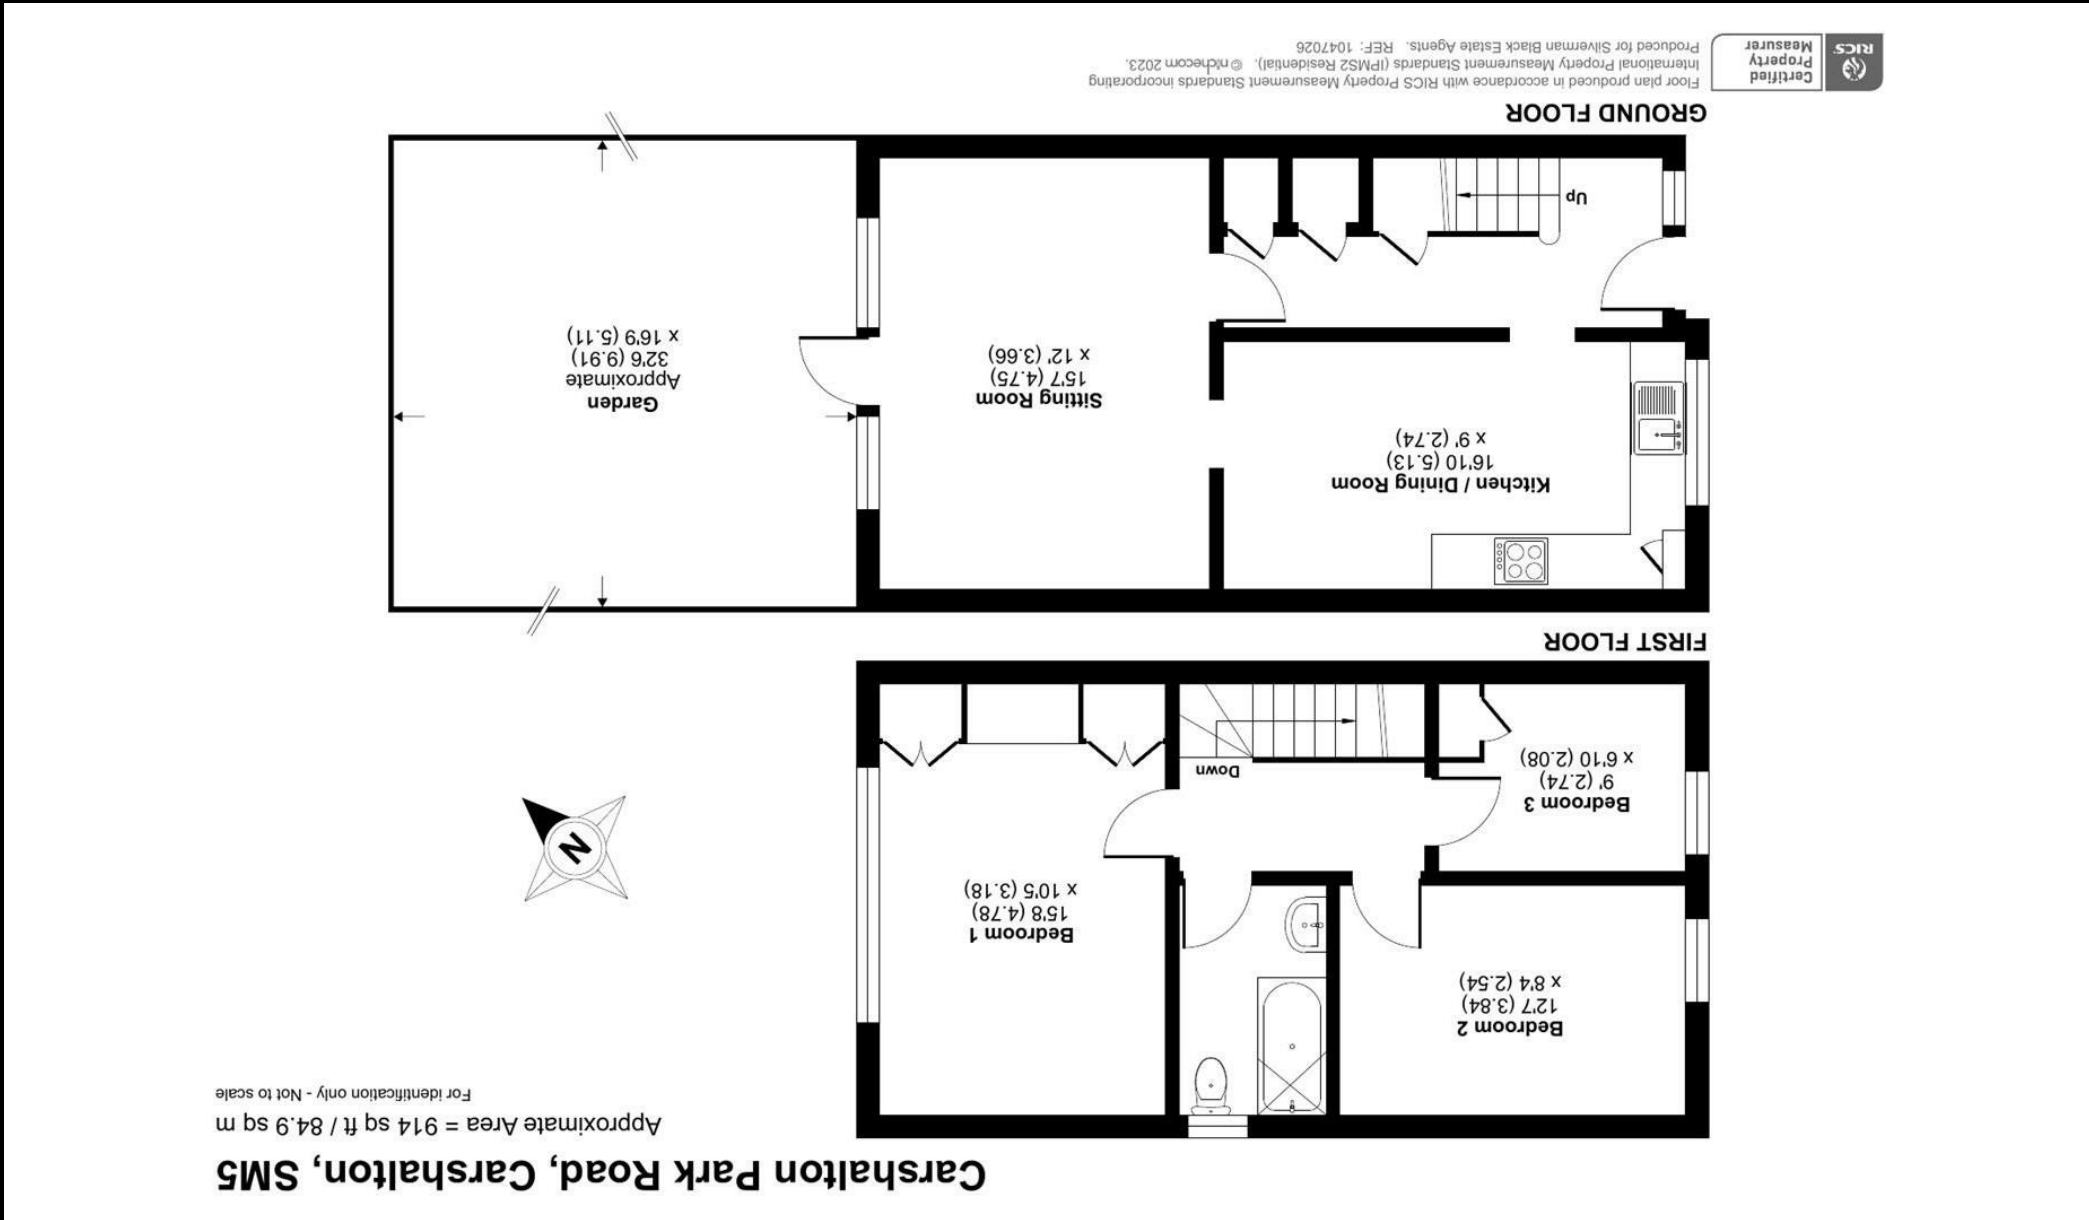 Carshalton Park Road, Carshalton, SM5
Approximate Area = 914 sq ft / 84.9 sq m
For identification only - Not to scale
Bedroom 2
12'7 (3.84)
x 8'4 (2.54)
Bedroom 1
15'8 (4.78)
x 10'5 (3.18)
N
Bedroom 3
9' (2.74)
x 6'10 (2.08)
Down
FIRST FLOOR
Kitchen / Dining Room
16'10 (5.13)
x 9' (2.74)
Sitting Room
15'7 (4.75)
x 12' (3.66)
Garden
Approximate
32'6 (9.91)
x 16'9 (5.11)
Up
GROUND FLOOR
RICS
Certified
Property
Measurer
Floor plan produced in accordance with RICS Property Measurement Standards incorporating
International Property Measurement Standards (IPMS2 Residential). ©nichecom 2023.
Produced for Silverman Black Estate Agents. REF: 1047026